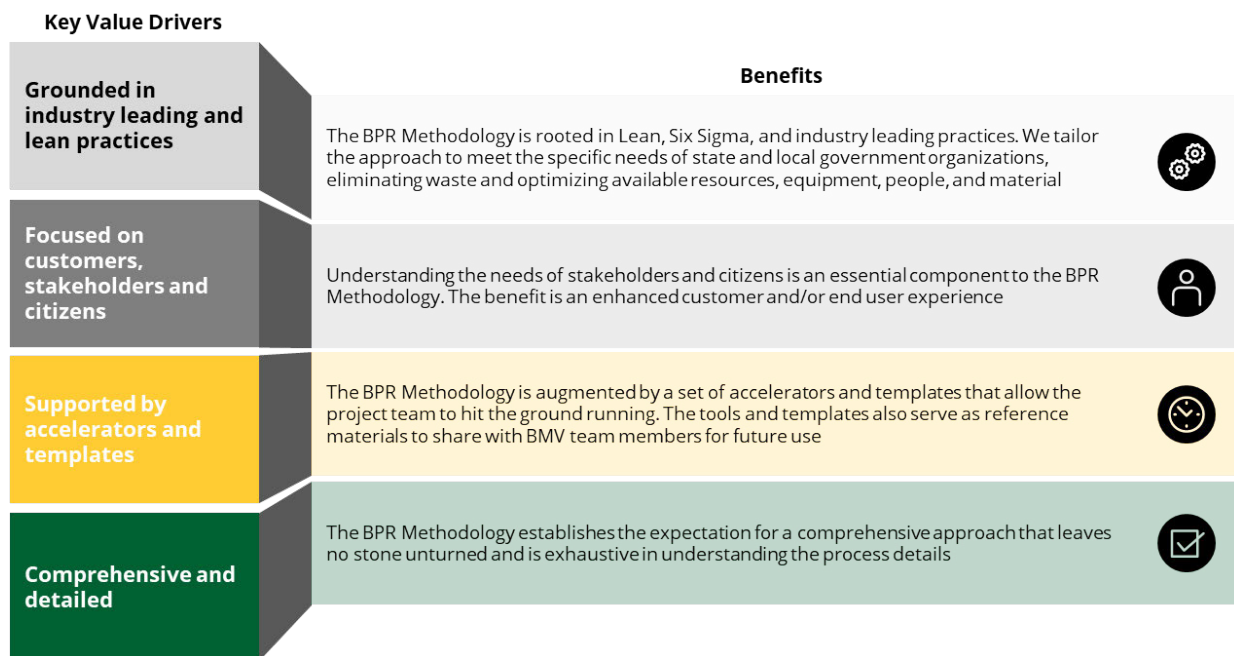 Key Value Drivers
Benefits
Grounded in
industry leading and
lean practices
The BPR Methodology is rooted in Lean, Six Sigma, and industry leading practices. We tailor
the approach to meet the specific needs of state and local government organizations,
eliminating waste and optimizing available resources, equipment, people, and material
Focused on
customers,
stakeholders and
citizens
Understanding the needs of stakeholders and citizens is an essential component to the BPR
Methodology. The benefit is an enhanced customer and/or end user experience
Supported by
accelerators and
templates
The BPR Methodology is augmented by a set of accelerators and templates that allow the
project team to hit the ground running. The tools and templates also serve as reference
materials to share with BMV team members for future use
Comprehensive and
detailed
The BPR Methodology establishes the expectation for a comprehensive approach that leaves
no stone unturned and is exhaustive in understanding the process details